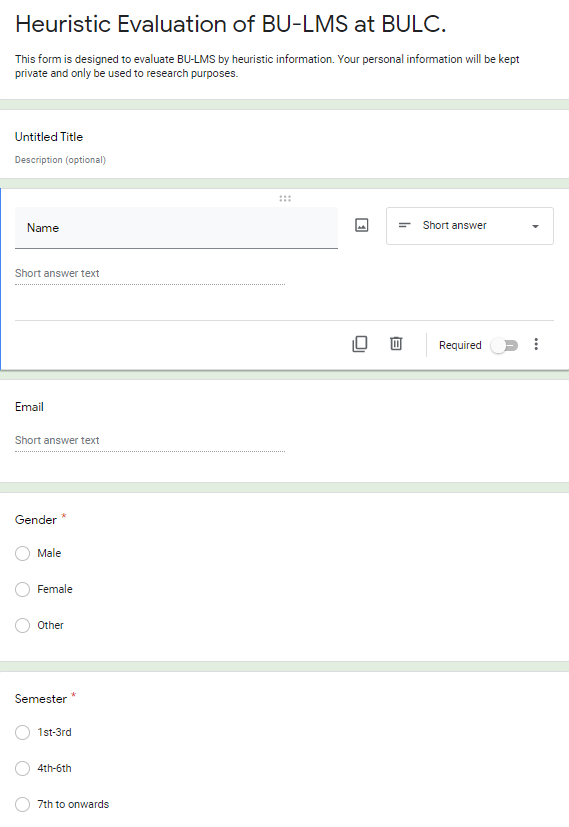 Heuristic Evaluation of BU-LMS at BULC.
This form is designed to evaluate BU-LMS by heuristic information. Your personal information will be kept
private and only be used to research purposes.
Untitled Title
Description (optional)
Name
Short answer
Short answer text
Required
Email
Short answer text
Gender *
Male
Female
Other
Semester *
1st-3rd
4th-6th
7th to onwards